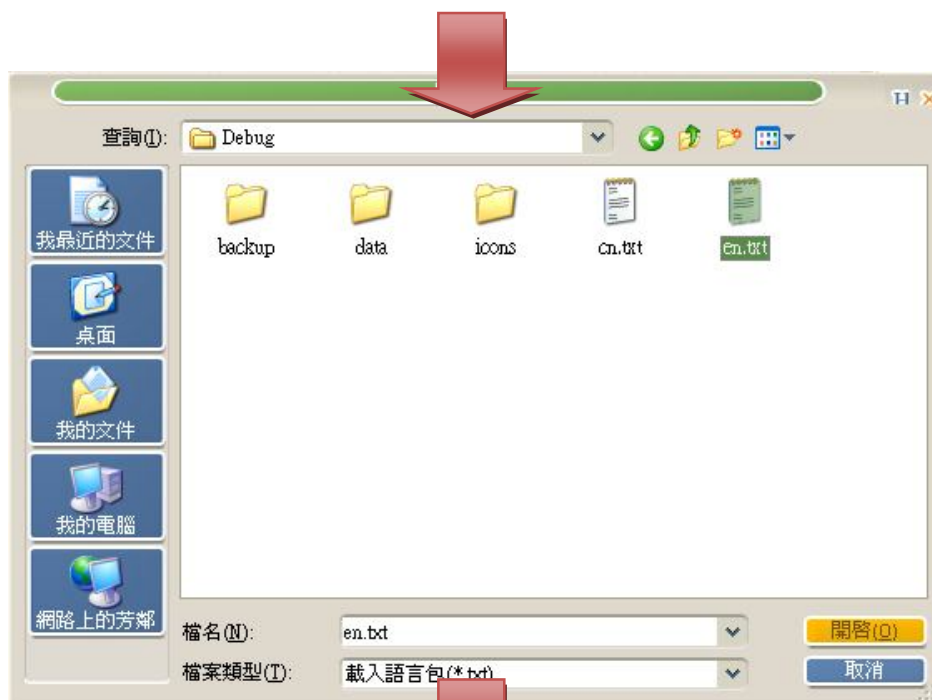 查詢(I): Debug
我最近的文件
桌面
我的文件
我的電腦
網路上的芳鄰
backup
data
icons
cn.txt
en.txt
檔名(N): en.txt
開啓(O)
檔案類型(T): 載入語言包(*.txt)
取消